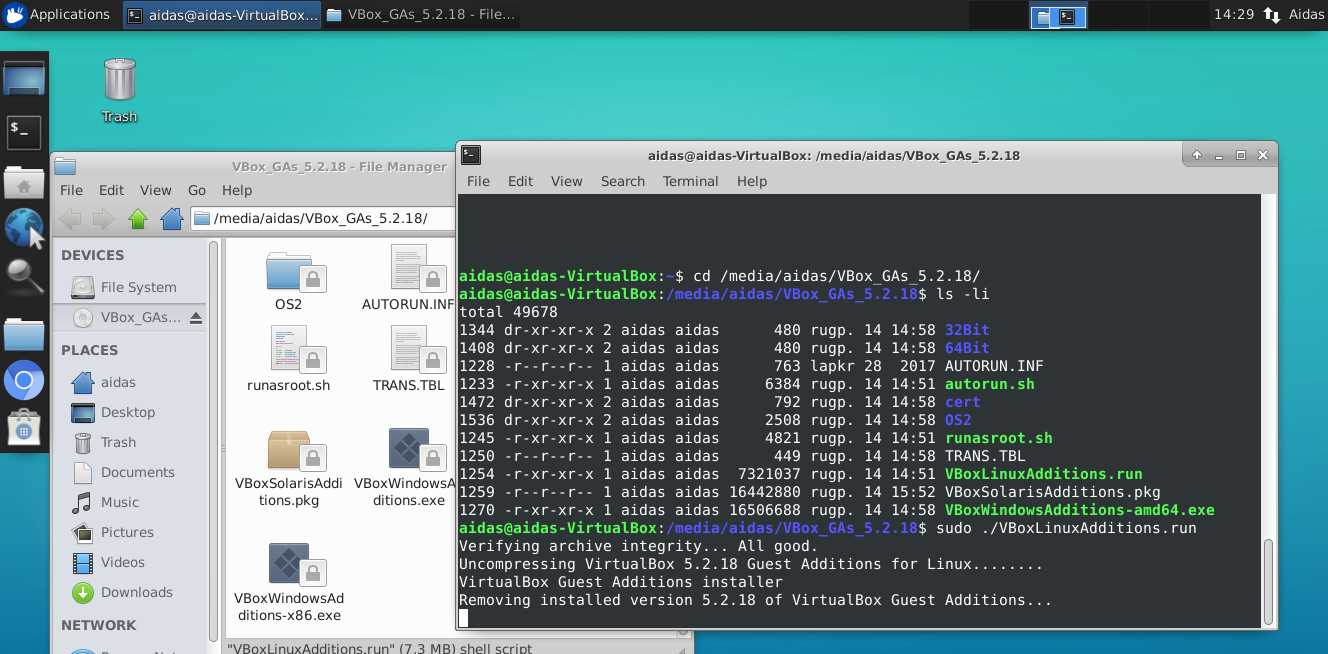 Applications
aidas@aidas-VirtualBox...
VBox_GAs_5.2.18 - File...
14:29
Aidas
Trash
VBox_GAs_5.2.18 - File Manager
File Edit View Go Help
/media/aidas/VBox_GAs_5.2.18/
DEVICES
File System
VBox_GAs...
PLACES
aidas
Desktop
Trash
Documents
Music
Pictures
Videos
Downloads
NETWORK
OS2
AUTORUN.INF
runasroot.sh
TRANS.TBL
VBoxSolarisAddi
tions.pkg
VBoxWindowsA
dditions.exe
VBoxWindowsAd
ditions-x86.exe
"VBoxLinuxAdditions.run" (7.3 MB) shell script
aidas@aidas-VirtualBox: /media/aidas/VBox_GAs_5.2.18
File Edit View Search Terminal Help
aidas@aidas-VirtualBox:~$ cd /media/aidas/VBox_GAs_5.2.18/
aidas@aidas-VirtualBox:/media/aidas/VBox_GAs_5.2.18$ ls -li
total 49678
1344 dr-xr-xr-x 2 aidas aidas      480 rugp. 14 14:58 32Bit
1408 dr-xr-xr-x 2 aidas aidas      480 rugp. 14 14:58 64Bit
1228 -r--r--r-- 1 aidas aidas      763 lapkr 28  2017 AUTORUN.INF
1233 -r-xr-xr-x 1 aidas aidas     6384 rugp. 14 14:51 autorun.sh
1472 dr-xr-xr-x 2 aidas aidas      792 rugp. 14 14:58 cert
1536 dr-xr-xr-x 2 aidas aidas     2508 rugp. 14 14:58 OS2
1245 -r-xr-xr-x 1 aidas aidas     4821 rugp. 14 14:51 runasroot.sh
1250 -r--r--r-- 1 aidas aidas      449 rugp. 14 14:58 TRANS.TBL
1254 -r-xr-xr-x 1 aidas aidas  7321037 rugp. 14 14:51 VBoxLinuxAdditions.run
1259 -r--r--r-- 1 aidas aidas 16442880 rugp. 14 15:52 VBoxSolarisAdditions.pkg
1270 -r-xr-xr-x 1 aidas aidas 16506688 rugp. 14 14:58 VBoxWindowsAdditions-amd64.exe
aidas@aidas-VirtualBox:/media/aidas/VBox_GAs_5.2.18$ sudo ./VBoxLinuxAdditions.run
Verifying archive integrity... All good.
Uncompressing VirtualBox 5.2.18 Guest Additions for Linux........
VirtualBox Guest Additions installer
Removing installed version 5.2.18 of VirtualBox Guest Additions...